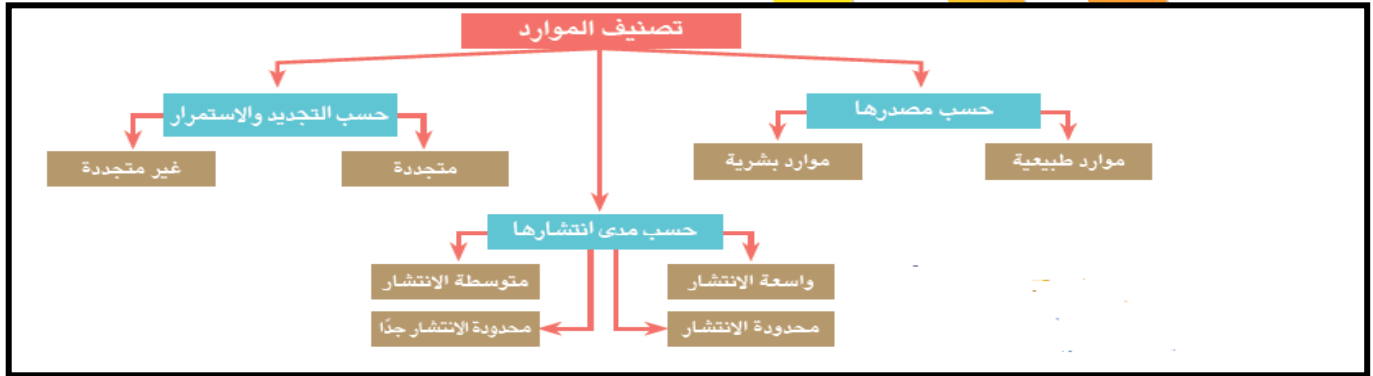 تصنيف الموارد
حسب مصدرها
حسب التجديد والاستمرار
موارد طبيعية
موارد بشرية
متجددة
غير متجددة
حسب مدى انتشارها
واسعة الانتشار
متوسطة الانتشار
محدودة الانتشار
محدودة الانتشار جدًا